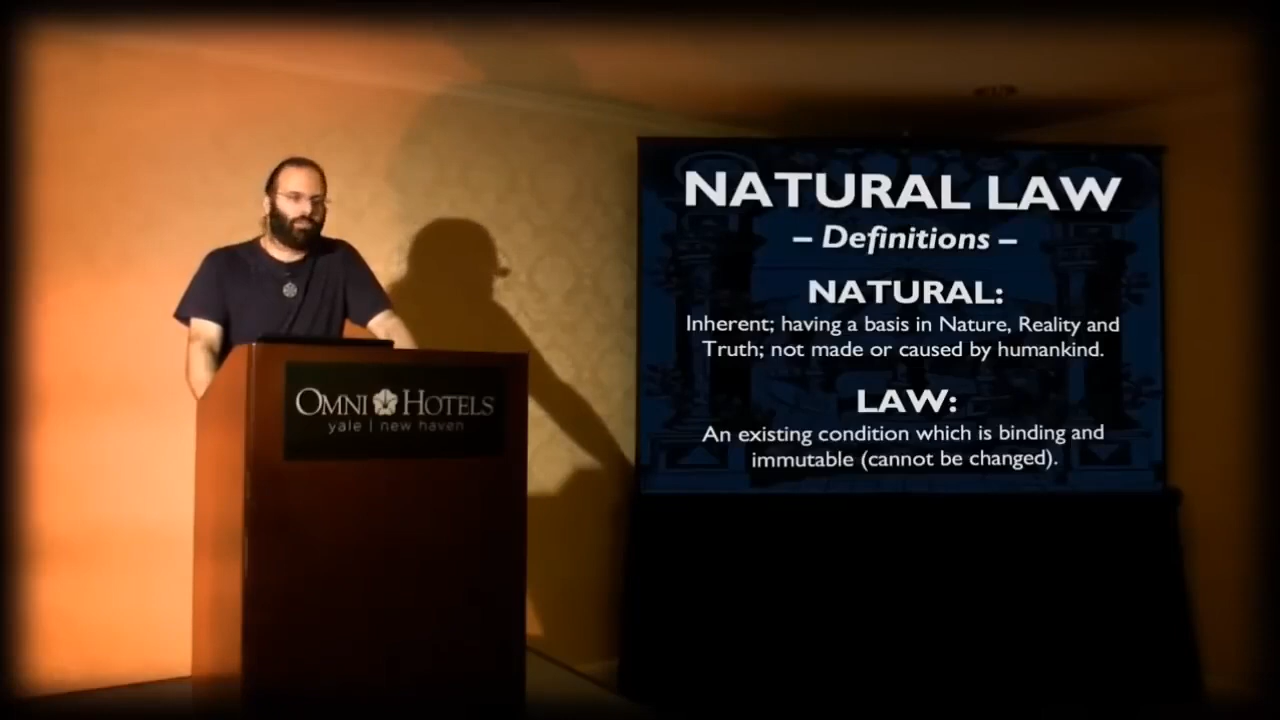 OMNI HOTELS
yale | new haven
NATURAL LAW
– Definitions –
NATURAL:
Inherent; having a basis in Nature, Reality and
Truth; not made or caused by humankind.
LAW:
An existing condition which is binding and
immutable (cannot be changed).